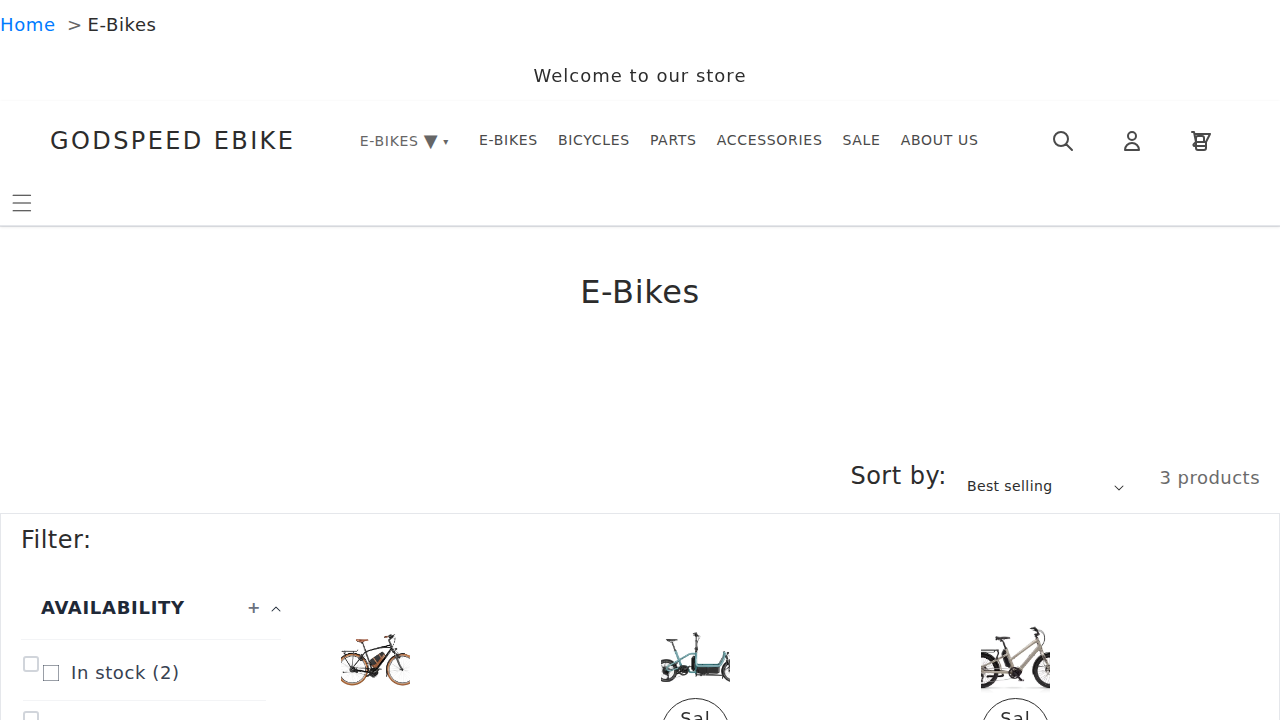 Home > E-Bikes
Welcome to our store
GODSPEED EBIKE
E-BIKES ▼ ▾ E-BIKES BICYCLES PARTS ACCESSORIES SALE ABOUT US
E-Bikes
Sort by: Best selling 3 products
Filter:
AVAILABILITY +
In stock (2)
Sal Sal